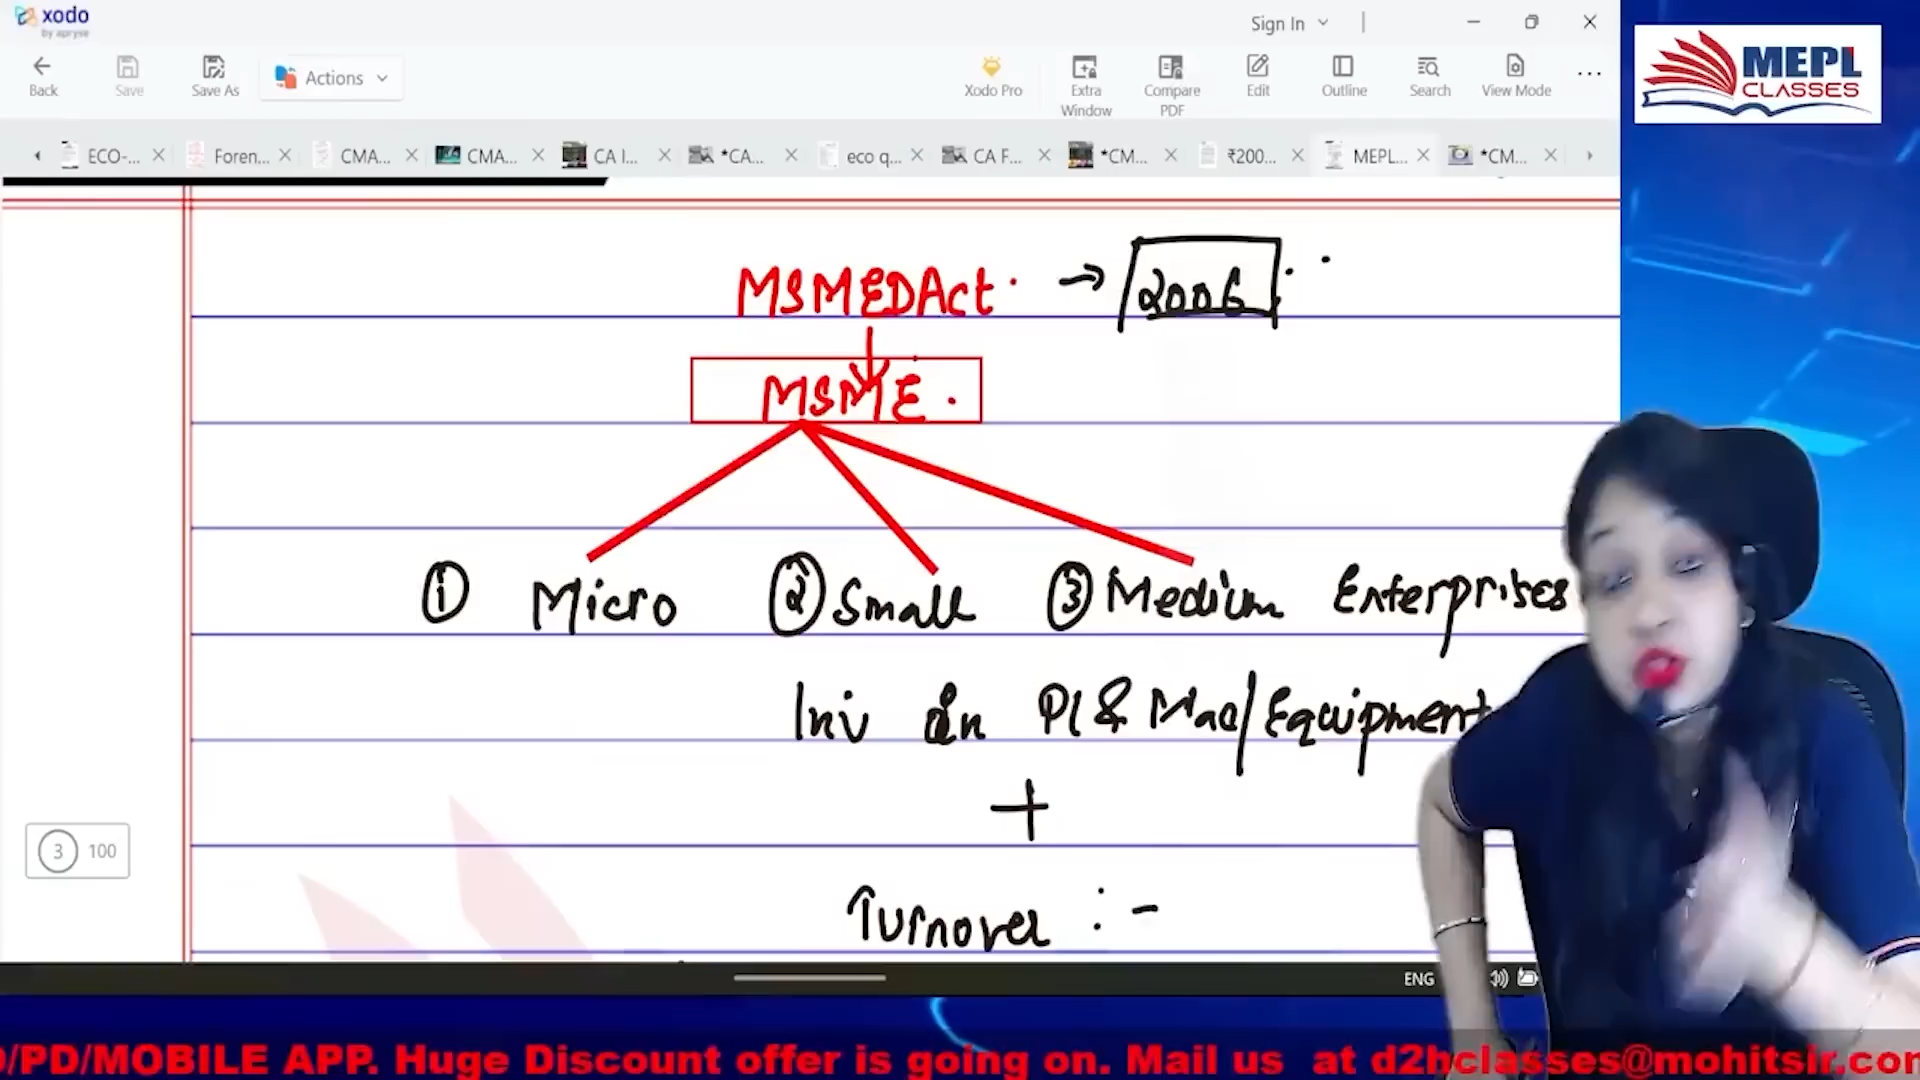 xodo
by apryse
Sign In
Back
Save
Save As
Actions
Xodo Pro
Extra Window
Compare PDF
Edit
Outline
Search
View Mode
ECO-... Foren... CMA... CMA... CA I... *CA... eco q... CA F... *CM... ₹200... MEPL... *CM...
MEPL
CLASSES
MSMEDAct. → 2006
MSME.
① Micro ② Small ③ Medium Enterprises
Inv in Pl & Mac/Equipment
+
Turnover :-
3 100
ENG
D/PD/MOBILE APP. Huge Discount offer is going on. Mail us at d2hclasses@mohitsir.com